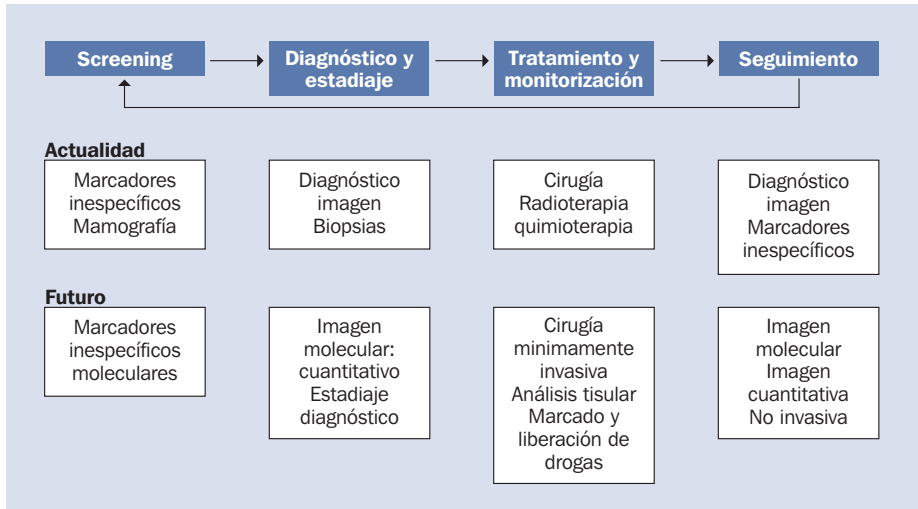 Screening
Diagnóstico y
estadiaje
Tratamiento y
monitorización
Seguimiento
Actualidad
Marcadores
inespecíficos
Mamografía
Diagnóstico
imagen
Biopsias
Cirugía
Radioterapia
quimioterapia
Diagnóstico
imagen
Marcadores
inespecíficos
Futuro
Marcadores
inespecíficos
moleculares
Imagen
molecular:
cuantitativo
Estadiaje
diagnóstico
Cirugía
minimamente
invasiva
Análisis tisular
Marcado y
liberación de
drogas
Imagen
molecular
Imagen
cuantitativa
No invasiva